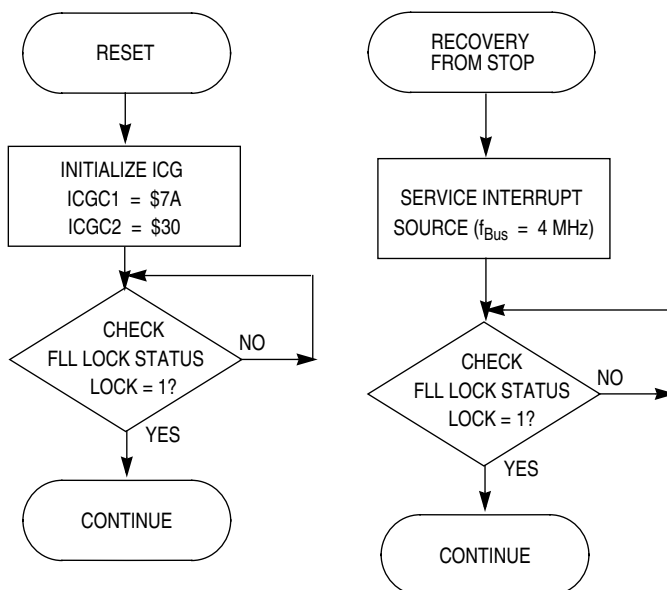 RESET
INITIALIZE ICG
ICGC1 = $7A
ICGC2 = $30
CHECK
FLL LOCK STATUS
LOCK = 1?
NO
YES
CONTINUE
RECOVERY
FROM STOP
SERVICE INTERRUPT
SOURCE (fBus = 4 MHz)
CHECK
FLL LOCK STATUS
LOCK = 1?
NO
YES
CONTINUE